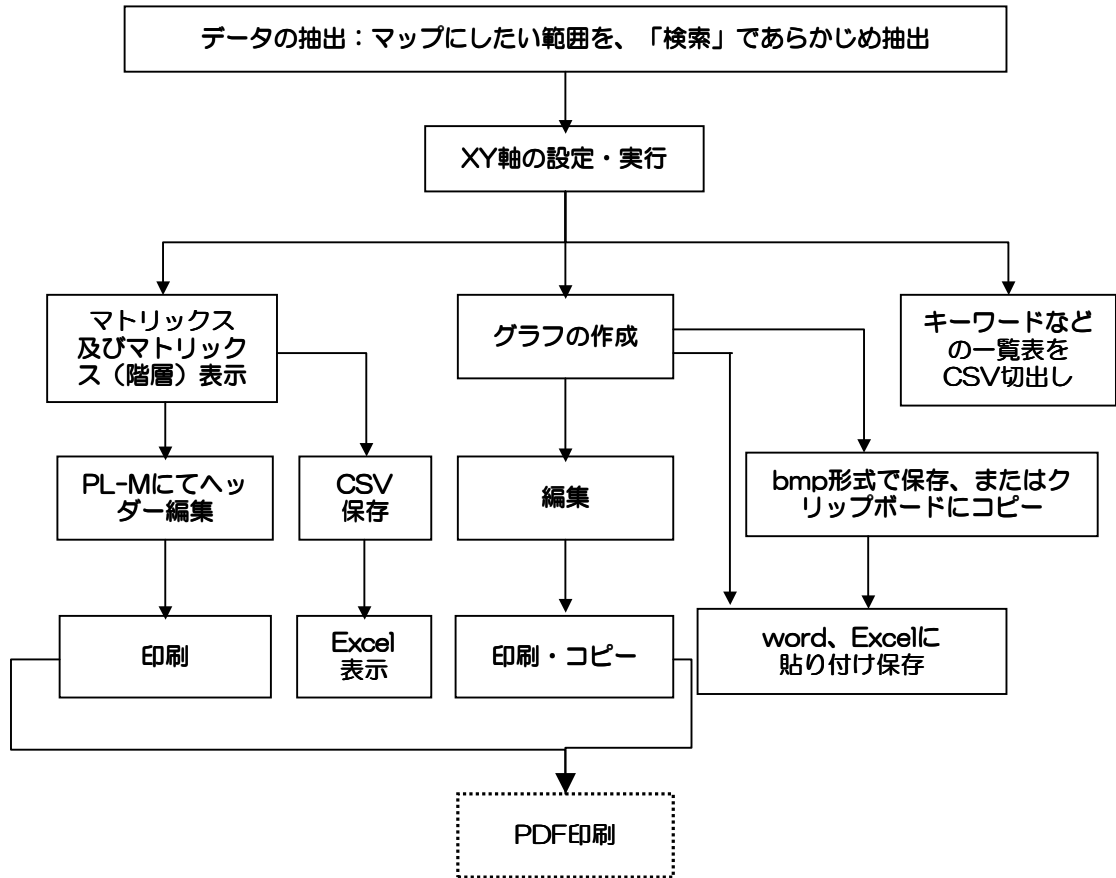 データの抽出：マップにしたい範囲を、「検索」であらかじめ抽出
XY軸の設定・実行
マトリックス
及びマトリック
ス（階層）表示
グラフの作成
キーワードなど
の一覧表を
CSV切出し
PL-Mにてヘッ
ダー編集
CSV
保存
編集
bmp形式で保存、またはク
リップボードにコピー
印刷
Excel
表示
印刷・コピー
word、Excelに
貼り付け保存
PDF印刷